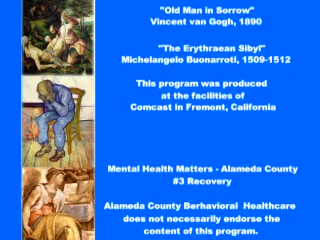 "Old Man in Sorrow"
Vincent van Gogh, 1890
"The Erythraean Sibyl"
Michelangelo Buonarroti, 1509-1512
This program was produced
at the facilities of
Comcast in Fremont, California
Mental Health Matters - Alameda County
#3 Recovery
Alameda County Berhavioral Healthcare
does not necessarily endorse the
content of this program.